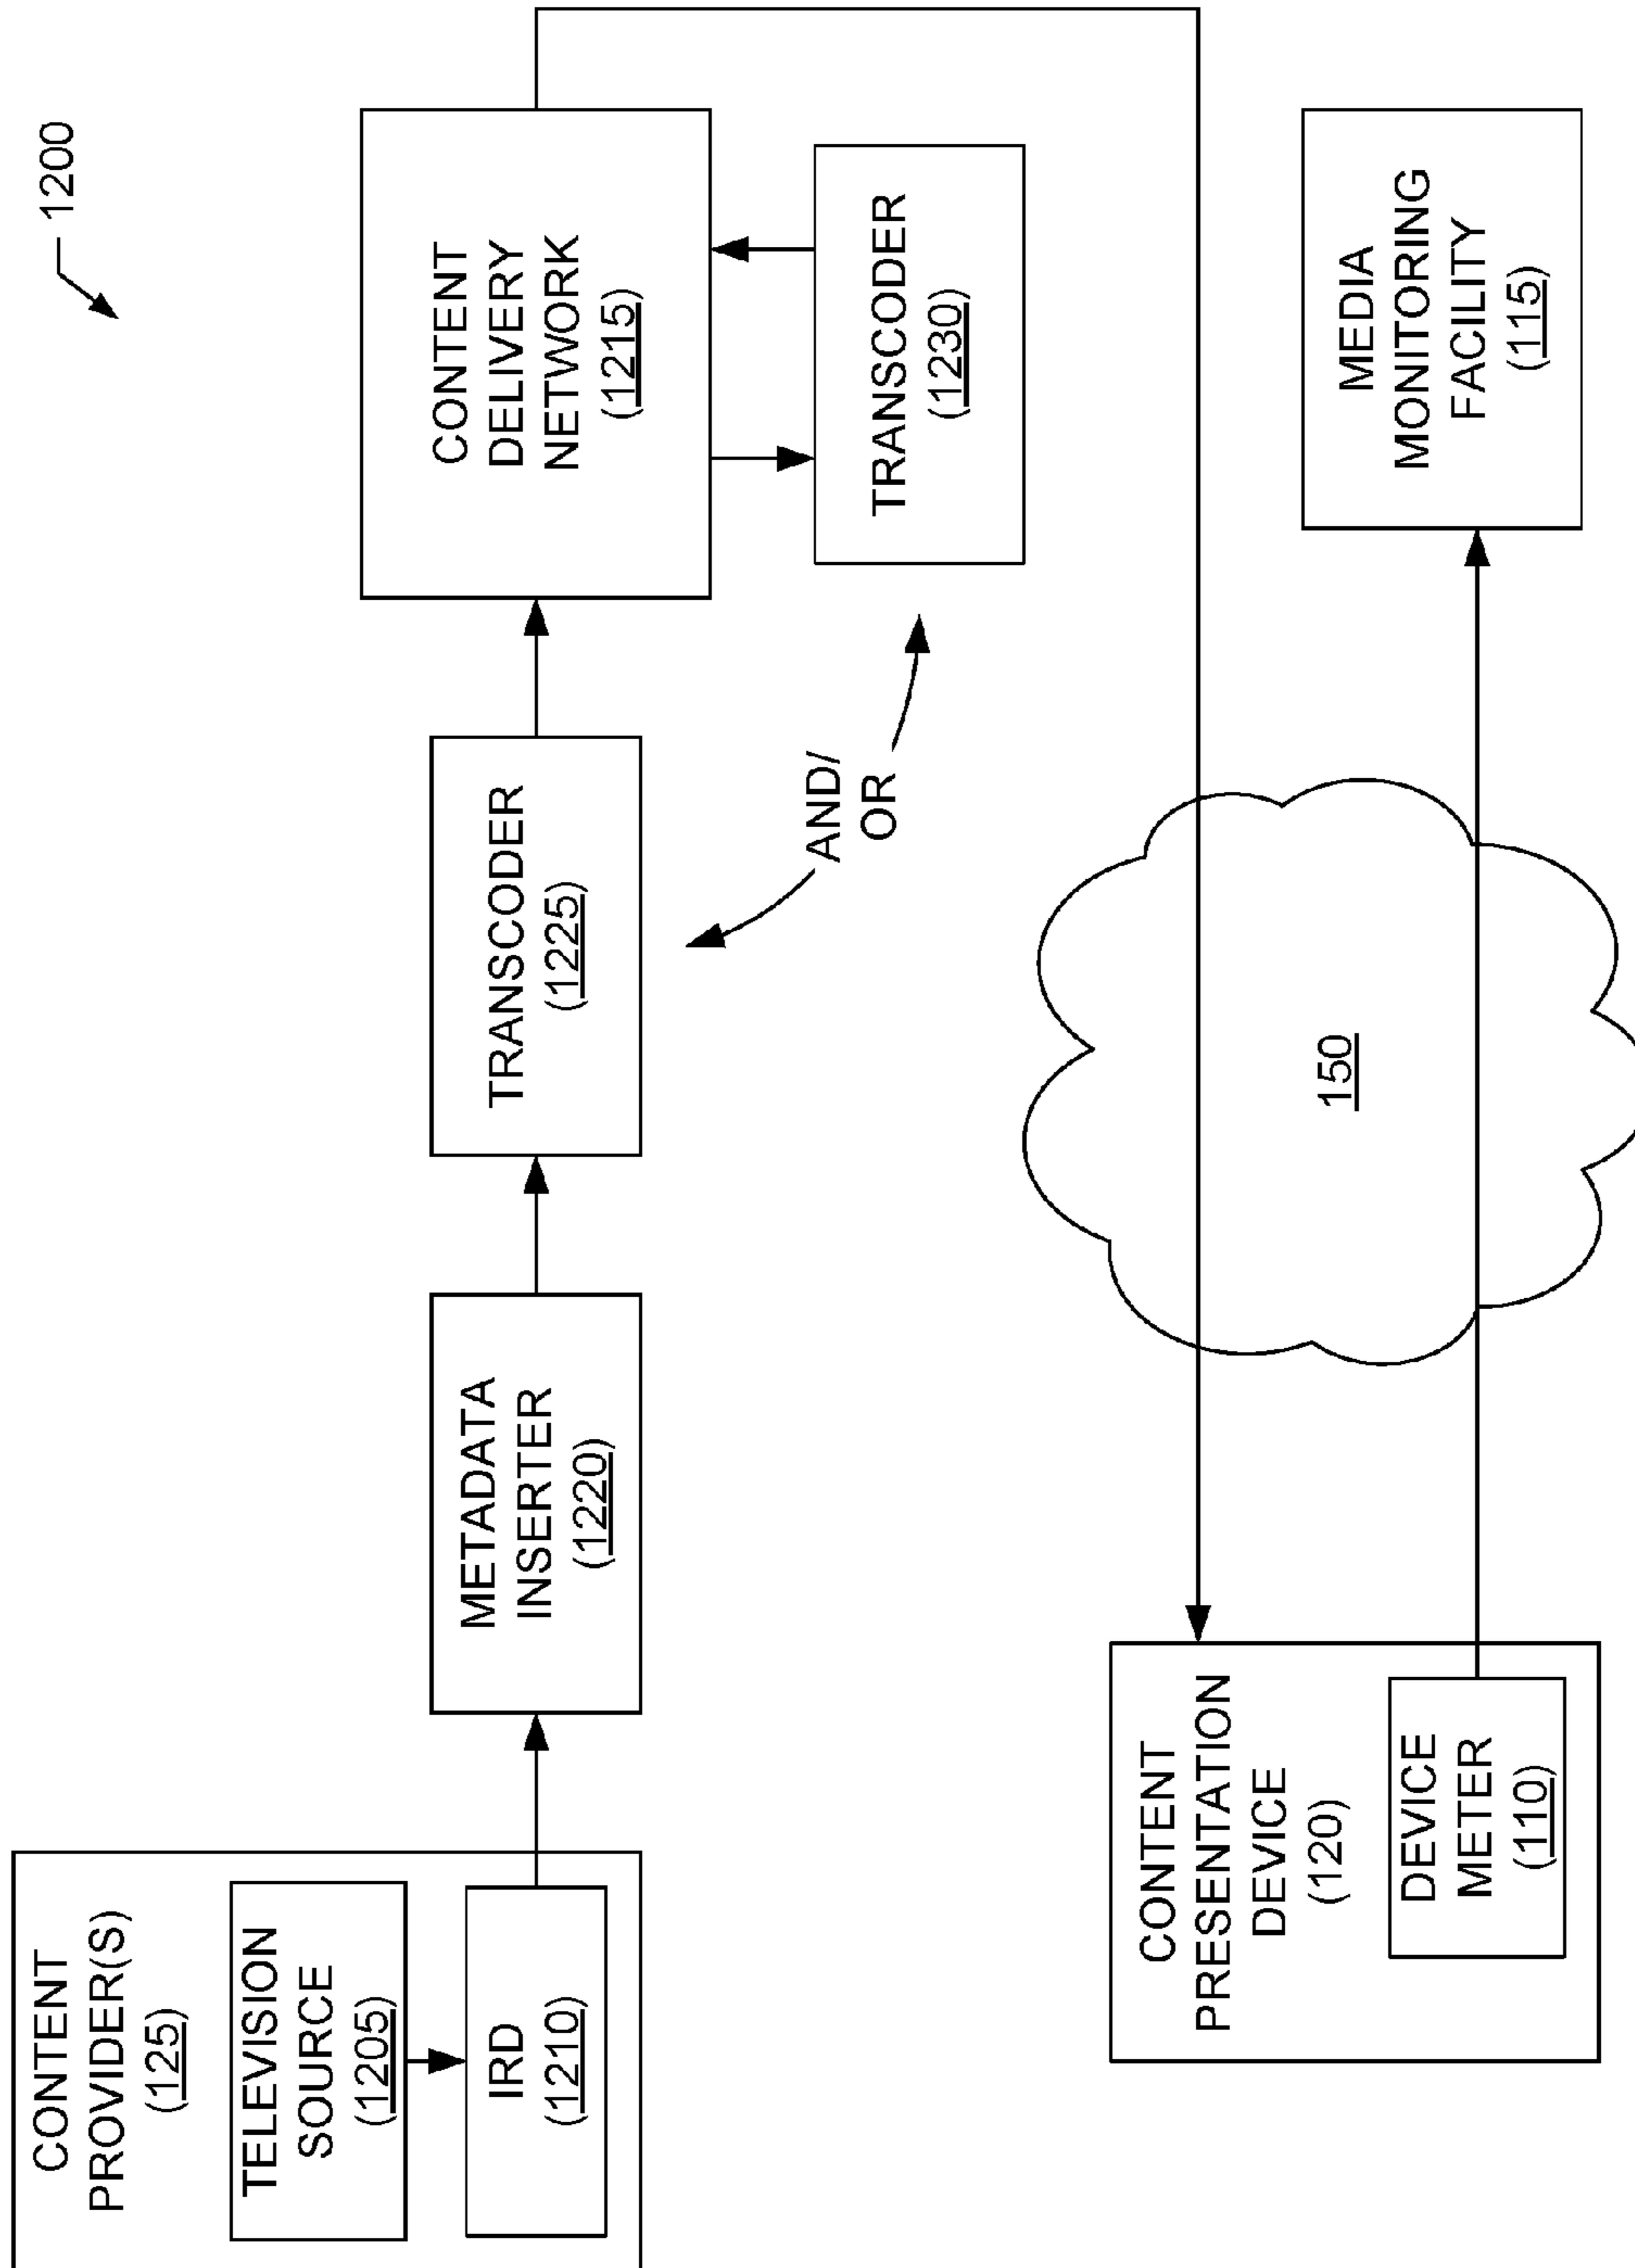 1200
CONTENT
PROVIDER(S)
(125)
TELEVISION
SOURCE
(1205)
IRD
(1210)
METADATA
INSERTER
(1220)
TRANSCODER
(1225)
CONTENT
DELIVERY
NETWORK
(1215)
TRANSCODER
(1230)
AND/
OR
150
CONTENT
PRESENTATION
DEVICE
(120)
DEVICE
METER
(110)
MEDIA
MONITORING
FACILITY
(115)